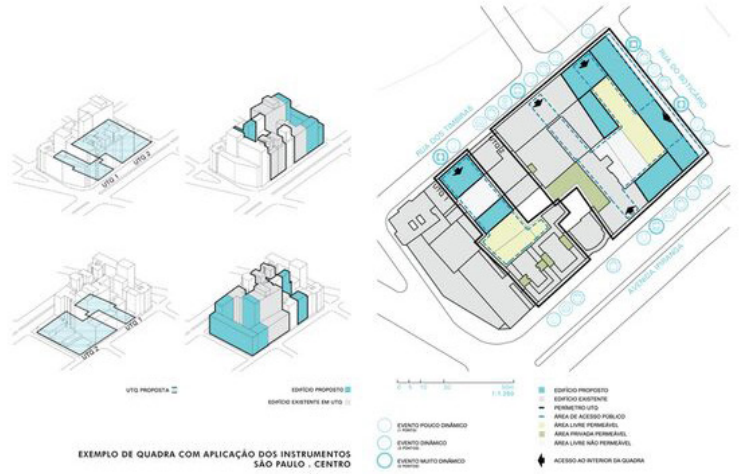 UTQ 1
UTQ 2
UTQ 2
UTQ 1
UTQ PROPOSTA
EDIFÍCIO PROPOSTO
EDIFÍCIO EXISTENTE EM UTQ
EXEMPLO DE QUADRA COM APLICAÇÃO DOS INSTRUMENTOS
SÃO PAULO . CENTRO
RUA DOS TIMBIRAS
RUA DO BOTICÁRIO
AVENIDA IPIRANGA
UTQ 1
EVENTO POUCO DINÂMICO
EVENTO DINÂMICO
EVENTO MUITO DINÂMICO
EDIFÍCIO PROPOSTO
EDIFÍCIO EXISTENTE
PERÍMETRO UTQ
ÁREA DE ACESSO PÚBLICO
ÁREA LIVRE PERMEÁVEL
ÁREA PRIVADA PERMEÁVEL
ÁREA LIVRE NÃO PERMEÁVEL
ACESSO AO INTERIOR DA QUADRA